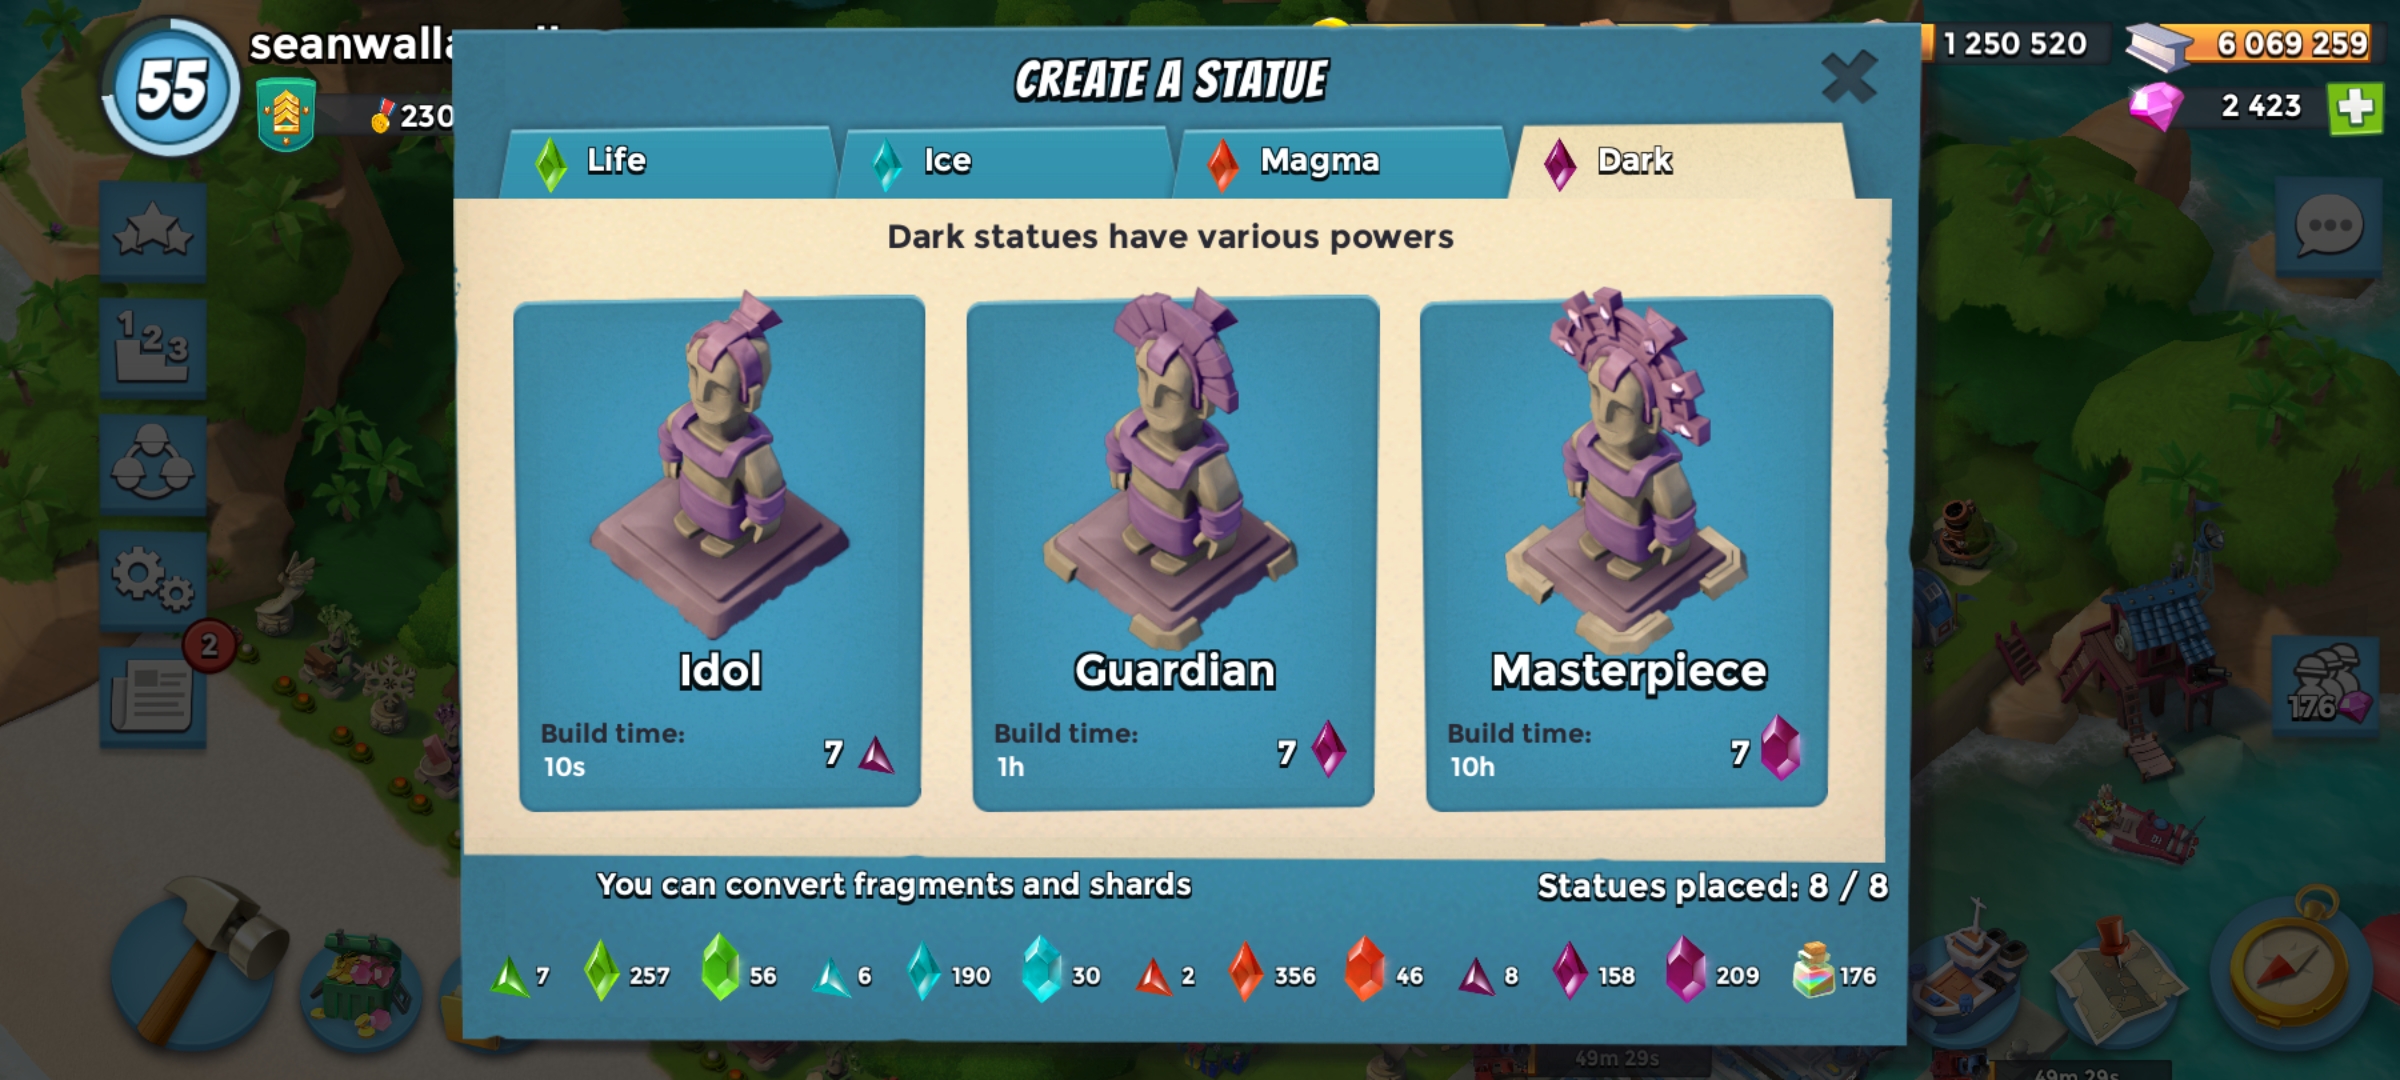 55
230
CREATE A STATUE
1 250 520
6 069 259
2 423
Life
Ice
Magma
Dark
Dark statues have various powers
1 2 3
2
Idol
Build time:
10s
7
Guardian
Build time:
1h
7
Masterpiece
Build time:
10h
7
176
You can convert fragments and shards
Statues placed: 8 / 8
7
257
56
6
190
30
2
356
46
8
158
209
176
49m 29s
49m 29s